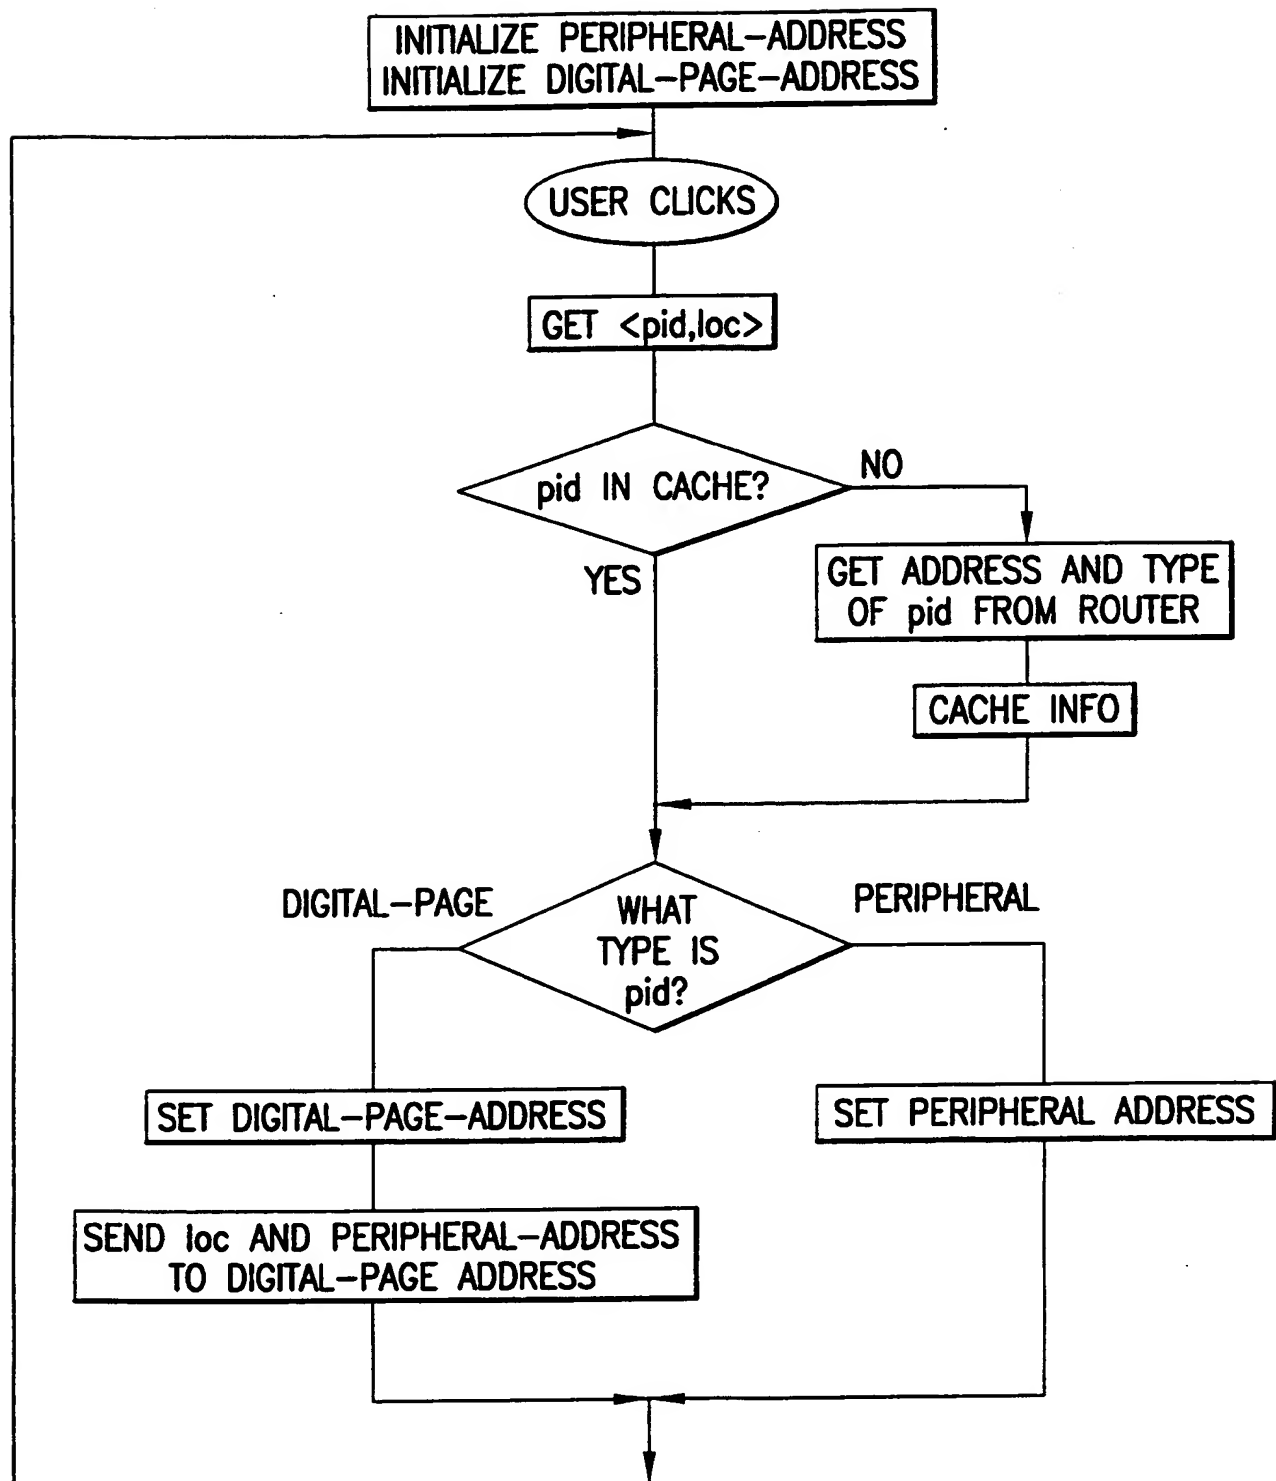 INITIALIZE PERIPHERAL-ADDRESS
INITIALIZE DIGITAL-PAGE-ADDRESS
USER CLICKS
GET <pid,loc>
pid IN CACHE?
NO
YES
GET ADDRESS AND TYPE
OF pid FROM ROUTER
CACHE INFO
DIGITAL-PAGE
WHAT
TYPE IS
pid?
PERIPHERAL
SET DIGITAL-PAGE-ADDRESS
SET PERIPHERAL ADDRESS
SEND loc AND PERIPHERAL-ADDRESS
TO DIGITAL-PAGE ADDRESS